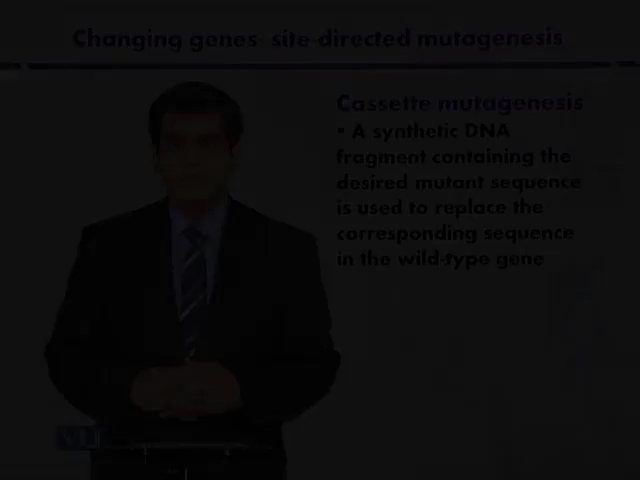 Changing genes: site-directed mutagenesis
Cassette mutagenesis
• A synthetic DNA
fragment containing the
desired mutant sequence
is used to replace the
corresponding sequence
in the wild-type gene
VU